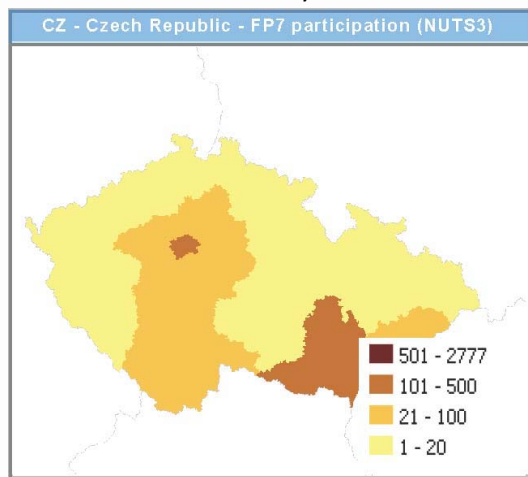 CZ - Czech Republic - FP7 participation (NUTS3)
501 - 2777
101 - 500
21 - 100
1 - 20